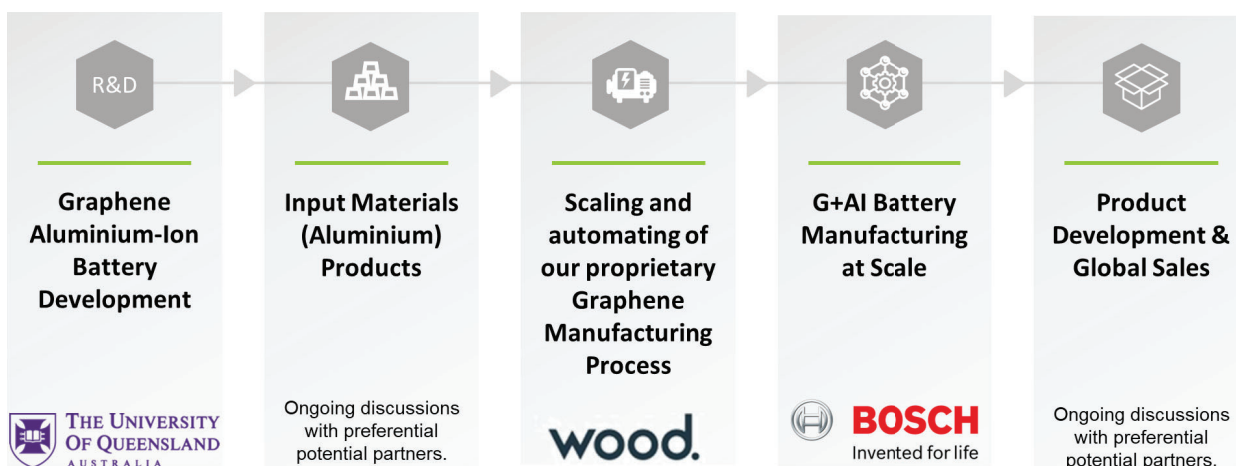 R&D
Graphene
Aluminium-Ion
Battery
Development
THE UNIVERSITY
OF QUEENSLAND
AUSTRALIA
Input Materials
(Aluminium)
Products
Ongoing discussions
with preferential
potential partners.
Scaling and
automating of
our proprietary
Graphene
Manufacturing
Process
wood.
G+AI Battery
Manufacturing
at Scale
BOSCH
Invented for life
Product
Development &
Global Sales
Ongoing discussions
with preferential
potential partners.